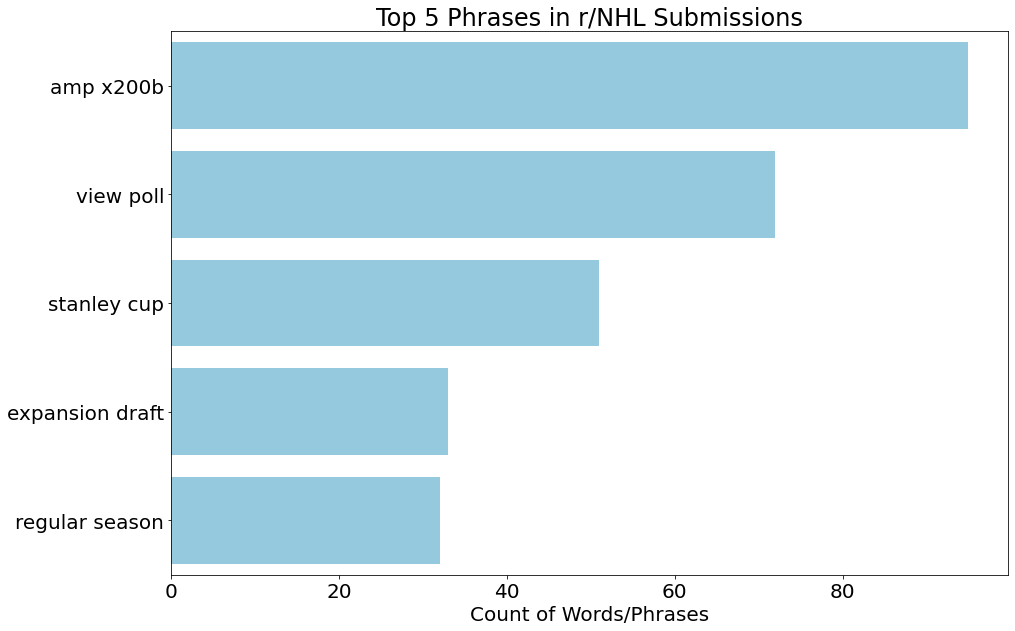 Top 5 Phrases in r/NHL Submissions
amp x200b
view poll
stanley cup
expansion draft
regular season
0 20 40 60 80
Count of Words/Phrases